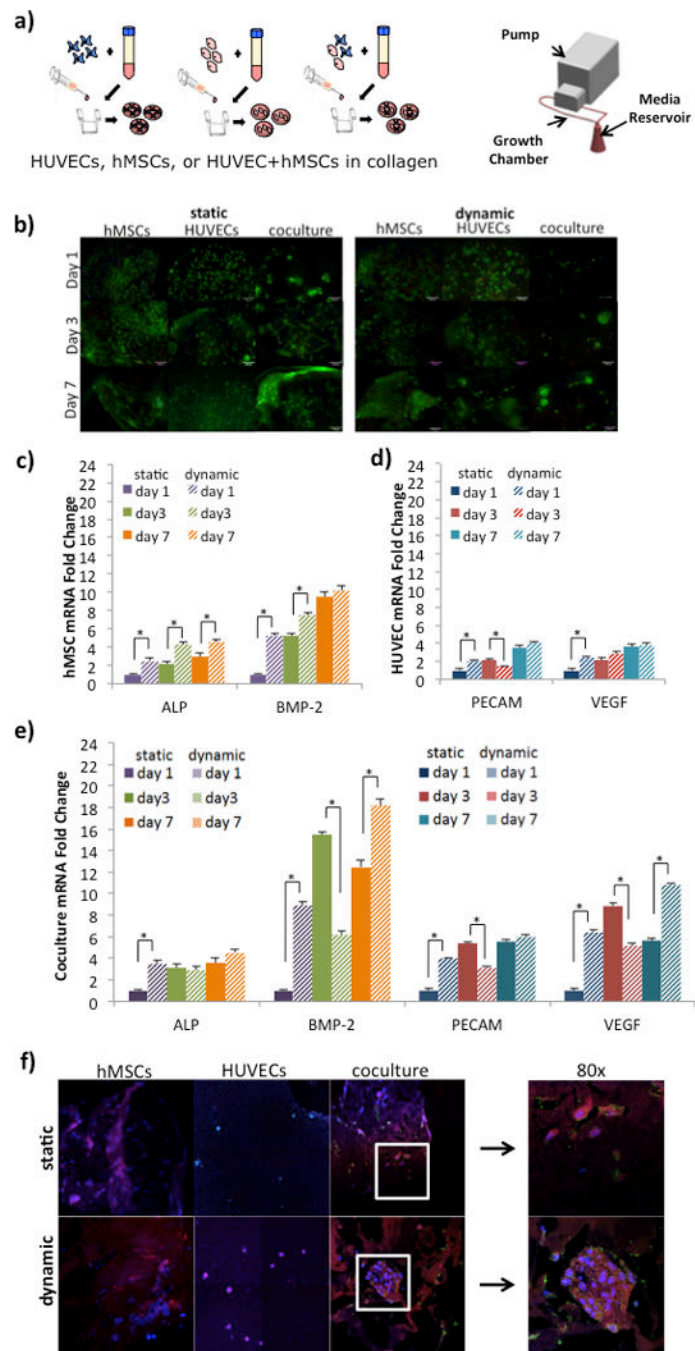 a)
Pump
Media
Reservoir
Growth
Chamber
HUVECs, hMSCs, or HUVEC+hMSCs in collagen
b)
static
hMSCs HUVECs coculture
dynamic
hMSCs HUVECs coculture
Day 1
Day 3
Day 7
c)
hMSC mRNA Fold Change
24
22
20
18
16
14
12
10
8
6
4
2
0
static dynamic
day 1 day 1
day3 day3
day 7 day 7
* * * * *
ALP BMP-2
d)
HUVEC mRNA Fold Change
24
22
20
18
16
14
12
10
8
6
4
2
0
static dynamic
day 1 day 1
day 3 day 3
day 7 day 7
* * *
PECAM VEGF
e)
Coculture mRNA Fold Change
24
22
20
18
16
14
12
10
8
6
4
2
0
static dynamic
day 1 day 1
day3 day3
day 7 day 7
static dynamic
day 1 day 1
day 3 day 3
day 7 day 7
* * * * * * * * *
ALP BMP-2 PECAM VEGF
f)
hMSCs HUVECs coculture 80x
static
dynamic